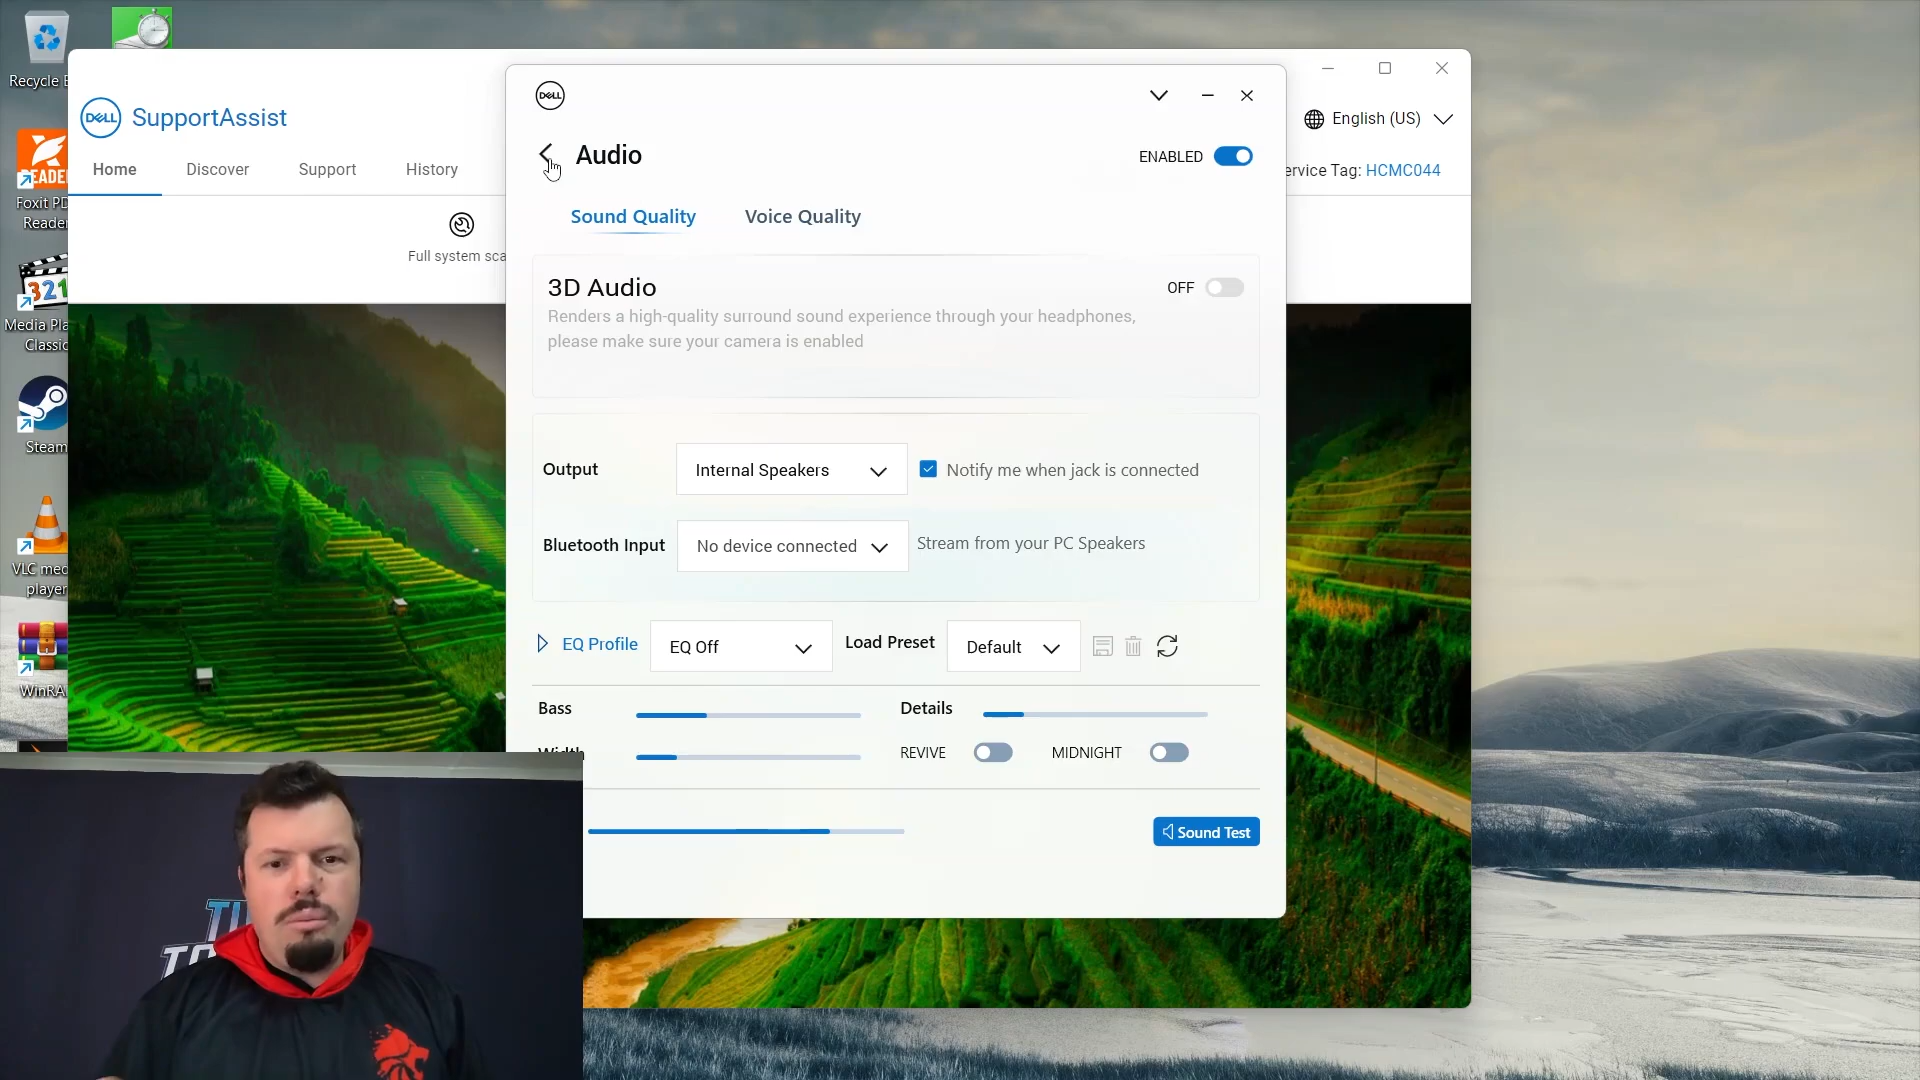 Recycle B
READER
Foxit PD
Reader
321
Media Pla
Classic
Steam
VLC med
player
WinRA
DELL
SupportAssist
Home
Discover
Support
History
Full system sca
English (US)
ervice Tag: HCMC044
DELL
Audio
ENABLED
Sound Quality
Voice Quality
3D Audio
OFF
Renders a high-quality surround sound experience through your headphones,
please make sure your camera is enabled
Output
Internal Speakers
Notify me when jack is connected
Bluetooth Input
No device connected
Stream from your PC Speakers
EQ Profile
EQ Off
Load Preset
Default
Bass
Details
Width
REVIVE
MIDNIGHT
Sound Test